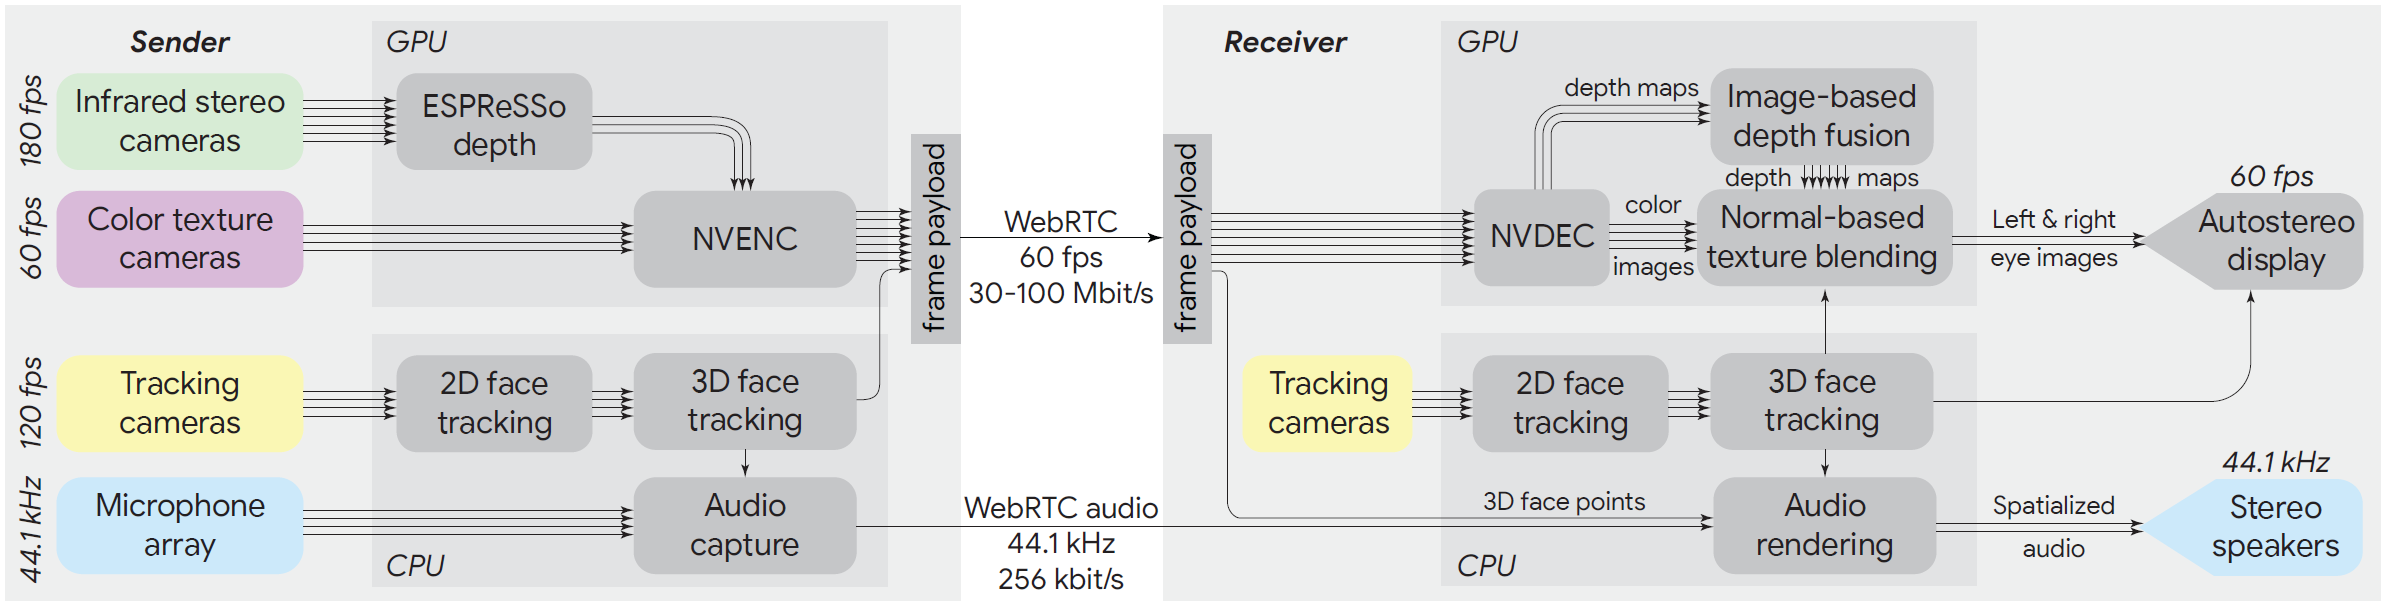 Sender
GPU
180 fps
Infrared stereo
cameras
ESPReSSo
depth
60 fps
Color texture
cameras
NVENC
frame payload
120 fps
Tracking
cameras
2D face
tracking
3D face
tracking
44.1 kHz
Microphone
array
Audio
capture
CPU
WebRTC
60 fps
30-100 Mbit/s
WebRTC audio
44.1 kHz
256 kbit/s
Receiver
GPU
frame payload
depth maps
Image-based
depth fusion
depth maps
NVDEC
color
images
Normal-based
texture blending
Left & right
eye images
60 fps
Autostereo
display
Tracking
cameras
2D face
tracking
3D face
tracking
3D face points
Audio
rendering
CPU
Spatialized
audio
44.1 kHz
Stereo
speakers